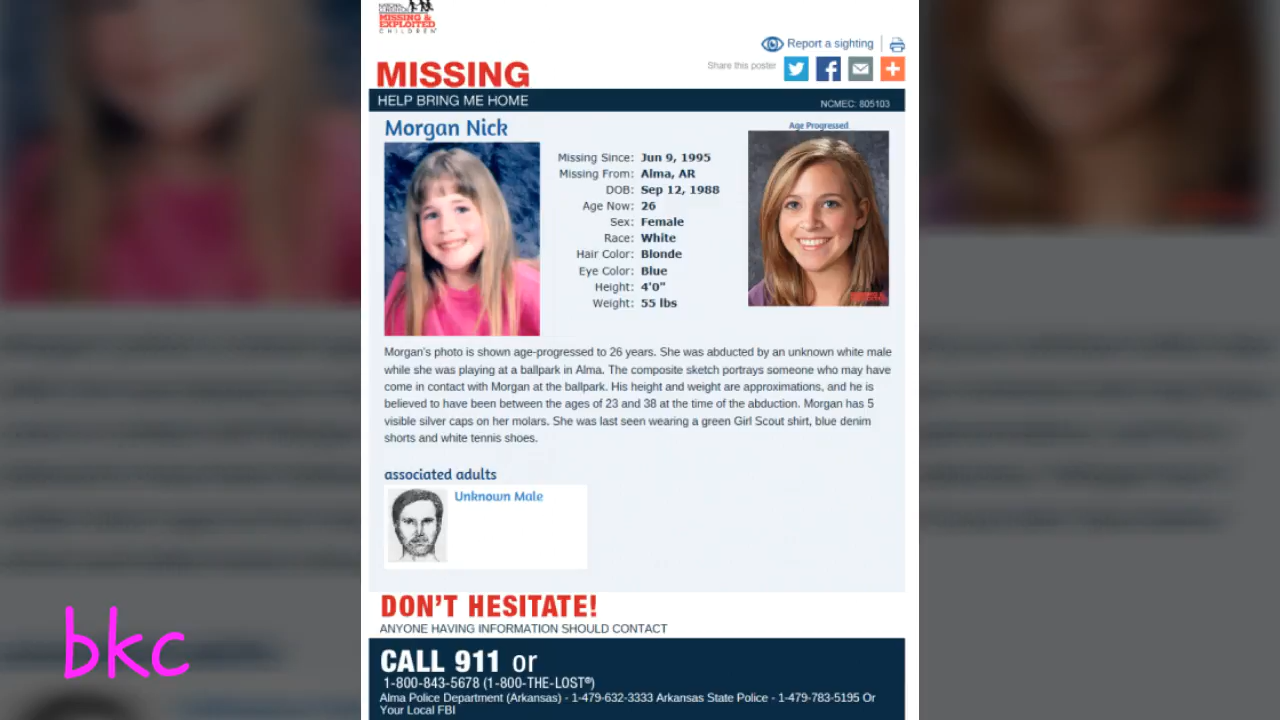 NATIONAL
CENTER FOR
MISSING &
EXPLOITED
CHILDREN
Report a sighting
Share this poster
MISSING
HELP BRING ME HOME
NCMEC: 805103
Morgan Nick
Age Progressed
Missing Since: Jun 9, 1995
Missing From: Alma, AR
DOB: Sep 12, 1988
Age Now: 26
Sex: Female
Race: White
Hair Color: Blonde
Eye Color: Blue
Height: 4'0"
Weight: 55 lbs
Morgan's photo is shown age-progressed to 26 years. She was abducted by an unknown white male
while she was playing at a ballpark in Alma. The composite sketch portrays someone who may have
come in contact with Morgan at the ballpark. His height and weight are approximations, and he is
believed to have been between the ages of 23 and 38 at the time of the abduction. Morgan has 5
visible silver caps on her molars. She was last seen wearing a green Girl Scout shirt, blue denim
shorts and white tennis shoes.
associated adults
Unknown Male
DON'T HESITATE!
ANYONE HAVING INFORMATION SHOULD CONTACT
CALL 911 or
1-800-843-5678 (1-800-THE-LOST®)
Alma Police Department (Arkansas) - 1-479-632-3333 Arkansas State Police - 1-479-783-5195 Or
Your Local FBI
bkc